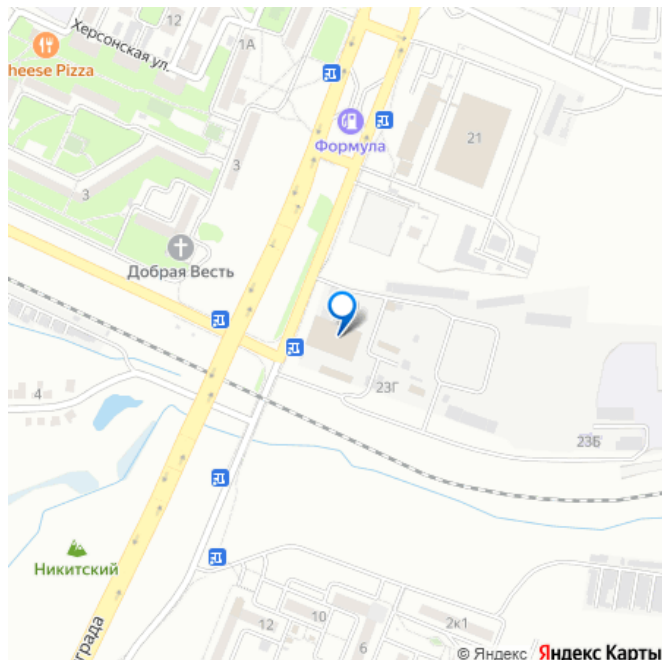 12
Херсонская ул.
1А
heese Pizza
21
Формула
3
3
Добрая Весть
4
23Г
23Б
Никитский
града
12
10
6
2к1
© Яндекс Яндекс Карты